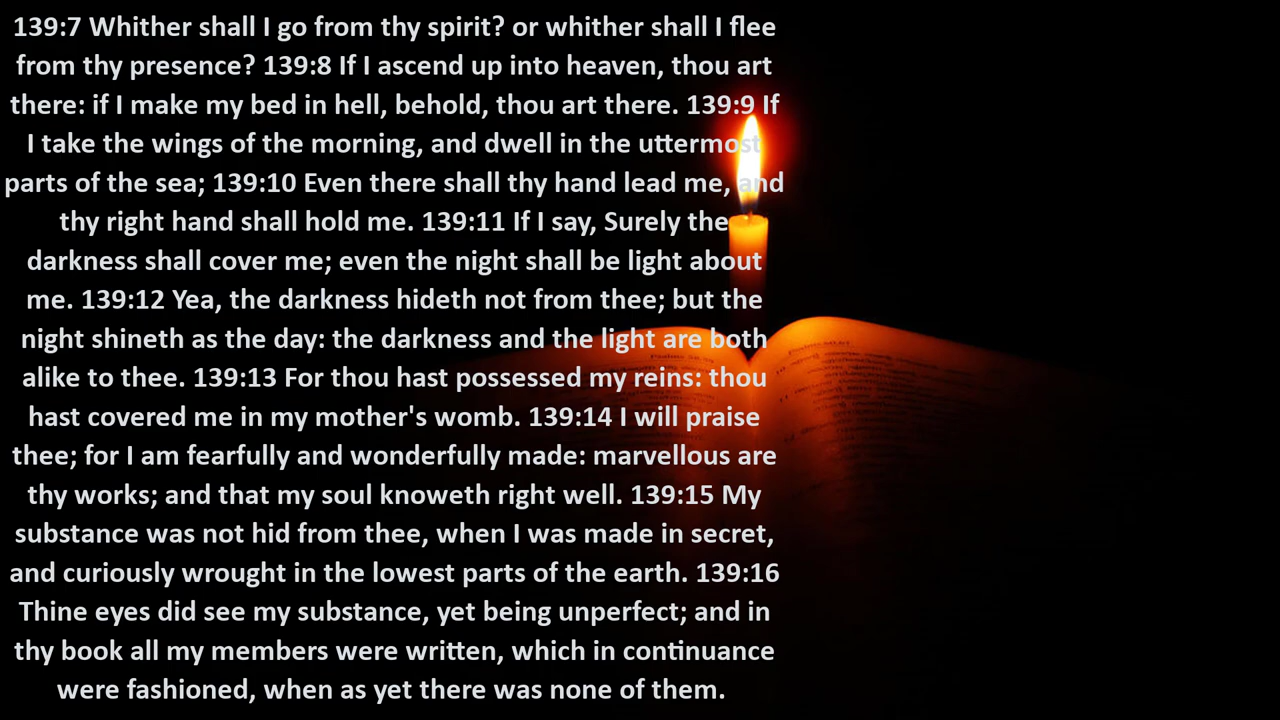 139:7 Whither shall I go from thy spirit? or whither shall I flee
from thy presence? 139:8 If I ascend up into heaven, thou art
there: if I make my bed in hell, behold, thou art there. 139:9 If
I take the wings of the morning, and dwell in the uttermost
parts of the sea; 139:10 Even there shall thy hand lead me, and
thy right hand shall hold me. 139:11 If I say, Surely the
darkness shall cover me; even the night shall be light about
me. 139:12 Yea, the darkness hideth not from thee; but the
night shineth as the day: the darkness and the light are both
alike to thee. 139:13 For thou hast possessed my reins: thou
hast covered me in my mother's womb. 139:14 I will praise
thee; for I am fearfully and wonderfully made: marvellous are
thy works; and that my soul knoweth right well. 139:15 My
substance was not hid from thee, when I was made in secret,
and curiously wrought in the lowest parts of the earth. 139:16
Thine eyes did see my substance, yet being unperfect; and in
thy book all my members were written, which in continuance
were fashioned, when as yet there was none of them.